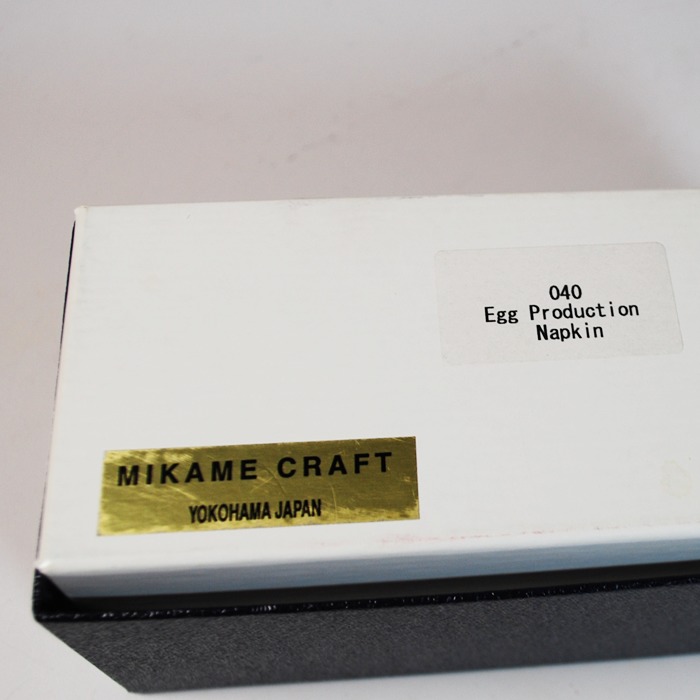 040
Egg Production
Napkin
MIKAME CRAFT
YOKOHAMA JAPAN